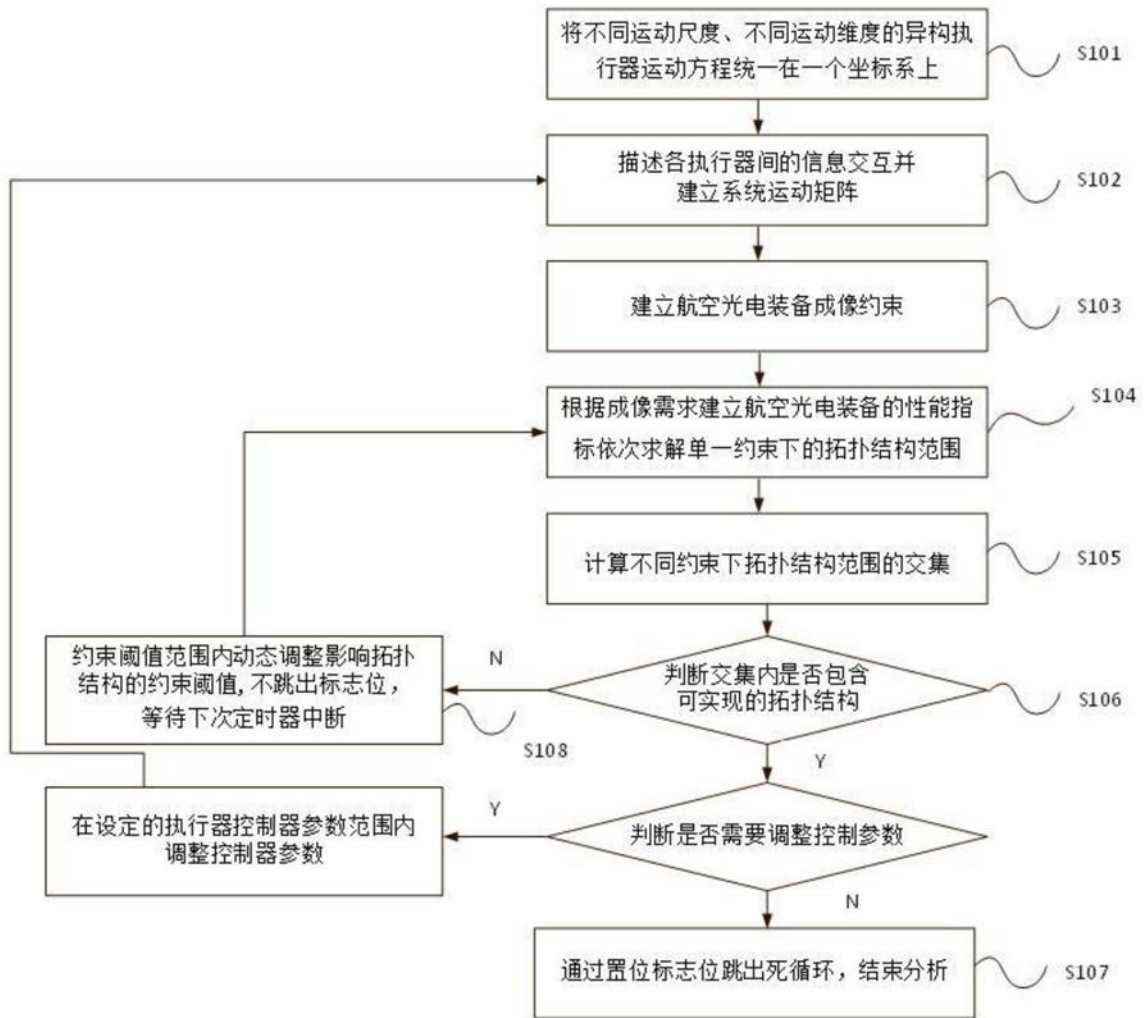 将不同运动尺度、不同运动维度的异构执
行器运动方程统一在一个坐标系上
S101
描述各执行器间的信息交互并
建立系统运动矩阵
S102
建立航空光电装备成像约束
S103
根据成像需求建立航空光电装备的性能指
标依次求解单一约束下的拓扑结构范围
S104
计算不同约束下拓扑结构范围的交集
S105
约束阈值范围内动态调整影响拓扑
结构的约束阈值,不跳出标志位，
等待下次定时器中断
S108
N
判断交集内是否包含
可实现的拓扑结构
S106
Y
在设定的执行器控制器参数范围内
调整控制器参数
Y
判断是否需要调整控制参数
N
通过置位标志位跳出死循环，结束分析
S107